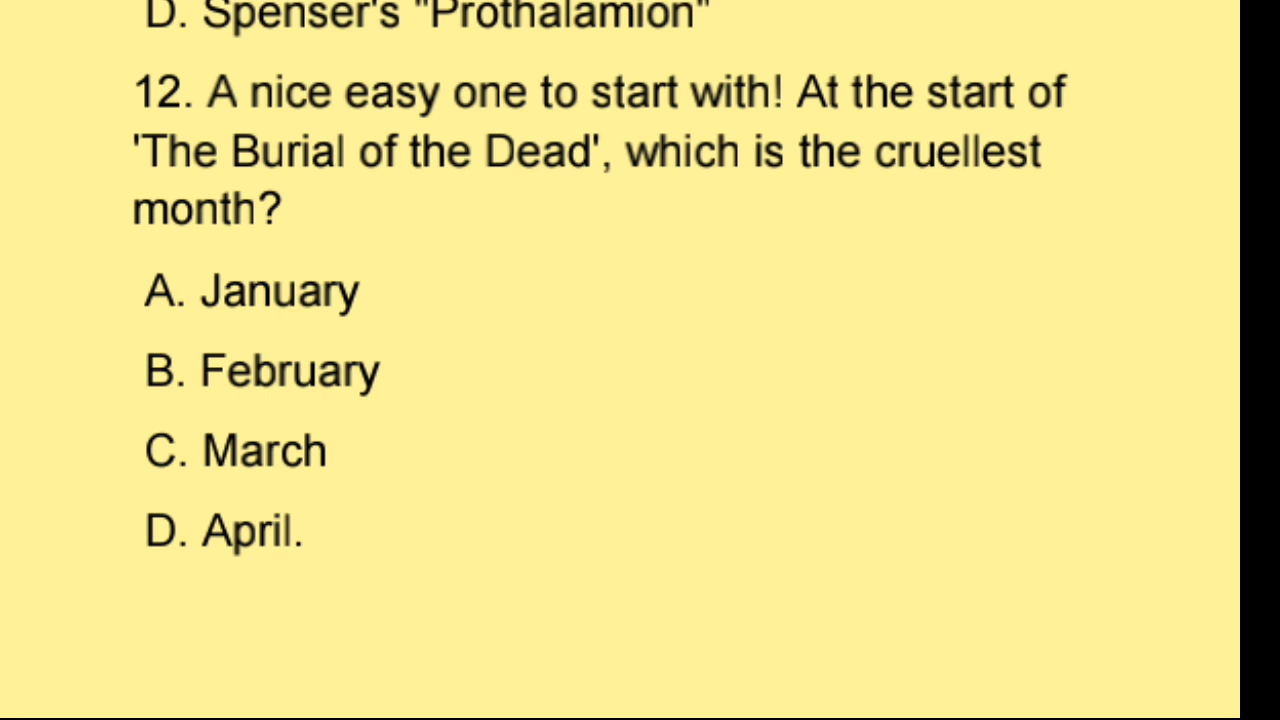 D. Spenser's "Prothalamion"
12. A nice easy one to start with! At the start of
'The Burial of the Dead', which is the cruellest
month?
A. January
B. February
C. March
D. April.